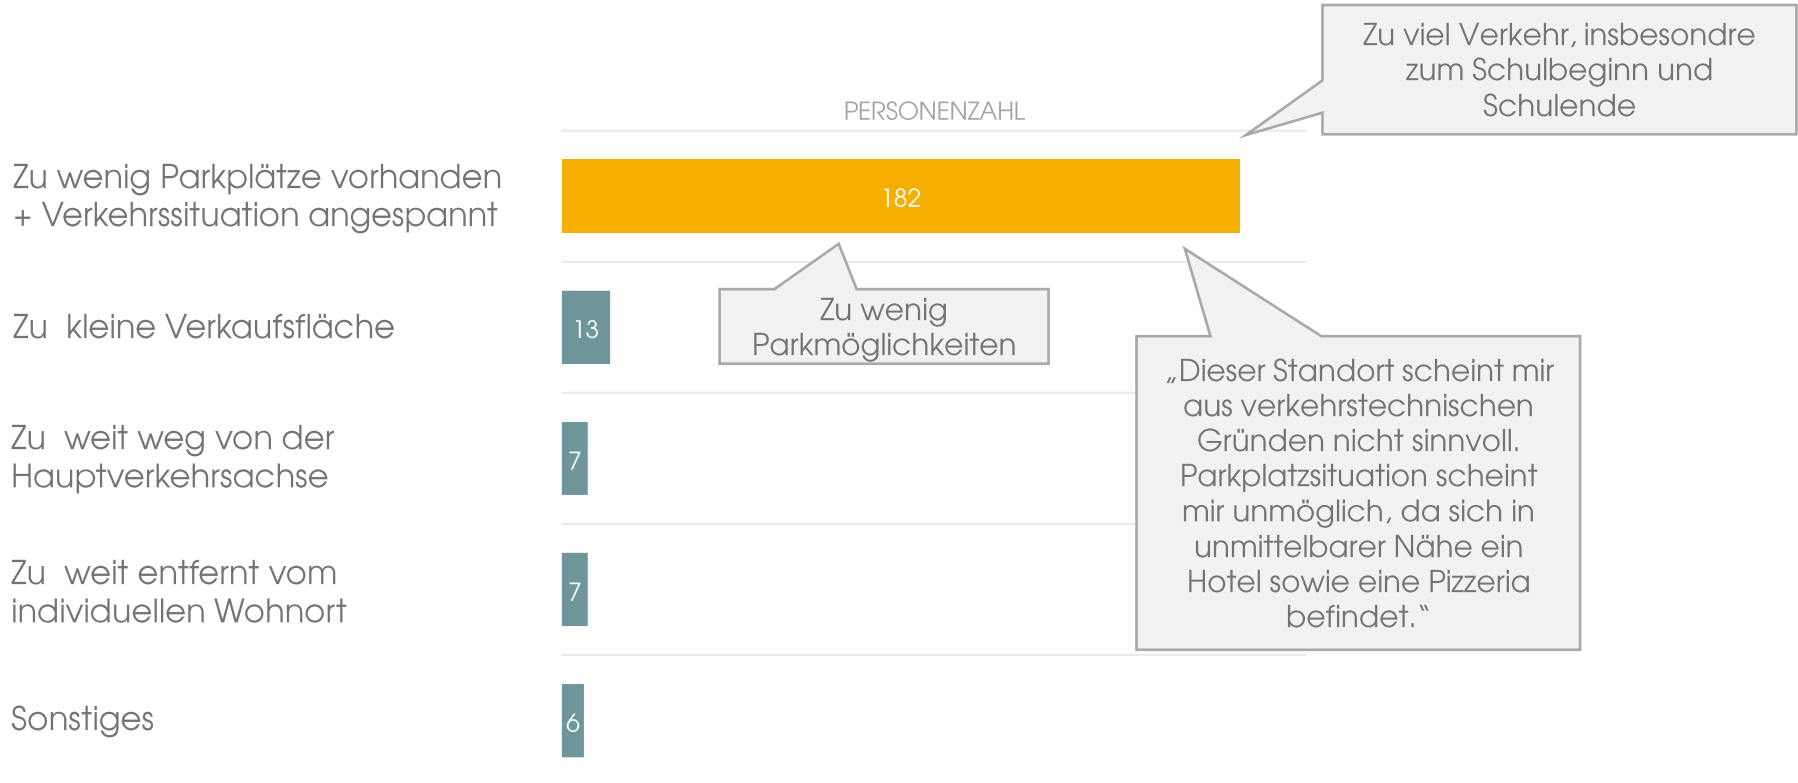 Zu viel Verkehr, insbesondre
zum Schulbeginn und
Schulende
PERSONENZAHL
Zu wenig Parkplätze vorhanden
+ Verkehrssituation angespannt
182
Zu kleine Verkaufsfläche
13
Zu wenig
Parkmöglichkeiten
„Dieser Standort scheint mir
aus verkehrstechnischen
Gründen nicht sinnvoll.
Parkplatzsituation scheint
mir unmöglich, da sich in
unmittelbarer Nähe ein
Hotel sowie eine Pizzeria
befindet.“
Zu weit weg von der
Hauptverkehrsachse
7
Zu weit entfernt vom
individuellen Wohnort
7
Sonstiges
6